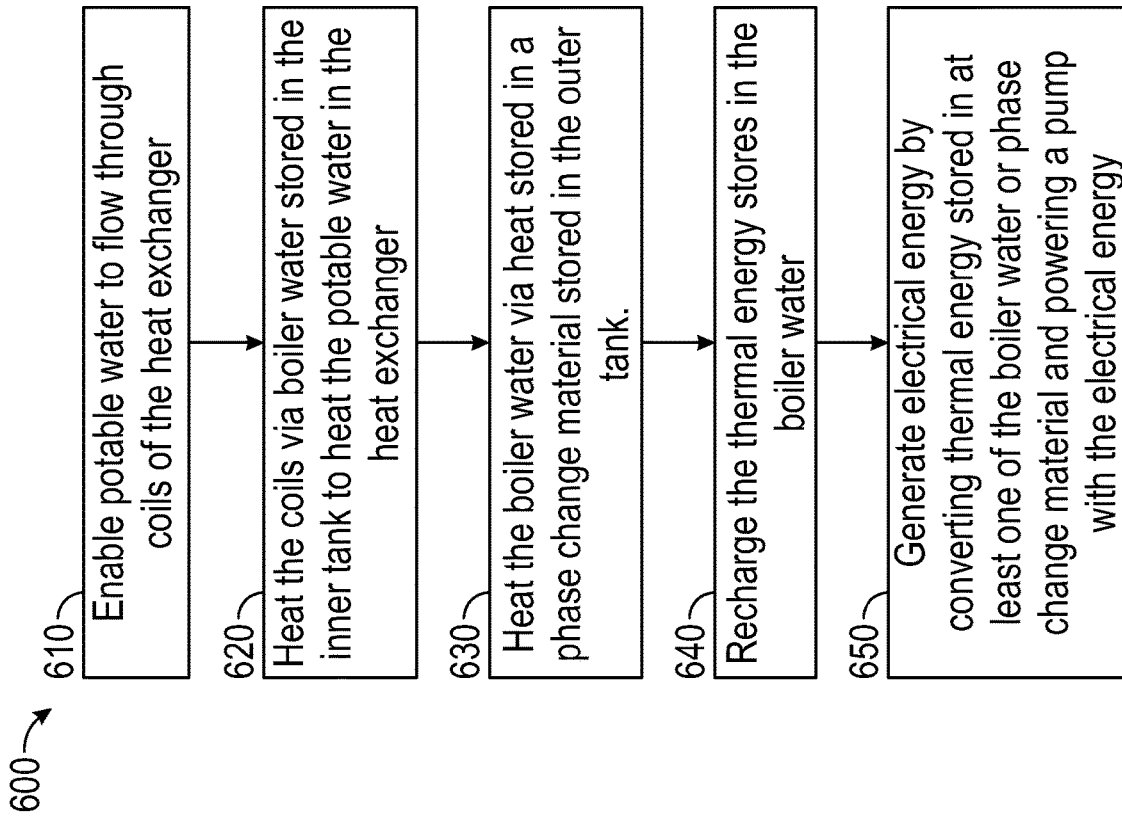 600
610
Enable potable water to flow through
coils of the heat exchanger
620
Heat the coils via boiler water stored in the
inner tank to heat the potable water in the
heat exchanger
630
Heat the boiler water via heat stored in a
phase change material stored in the outer
tank.
640
Recharge the thermal energy stores in the
boiler water
650
Generate electrical energy by
converting thermal energy stored in at
least one of the boiler water or phase
change material and powering a pump
with the electrical energy